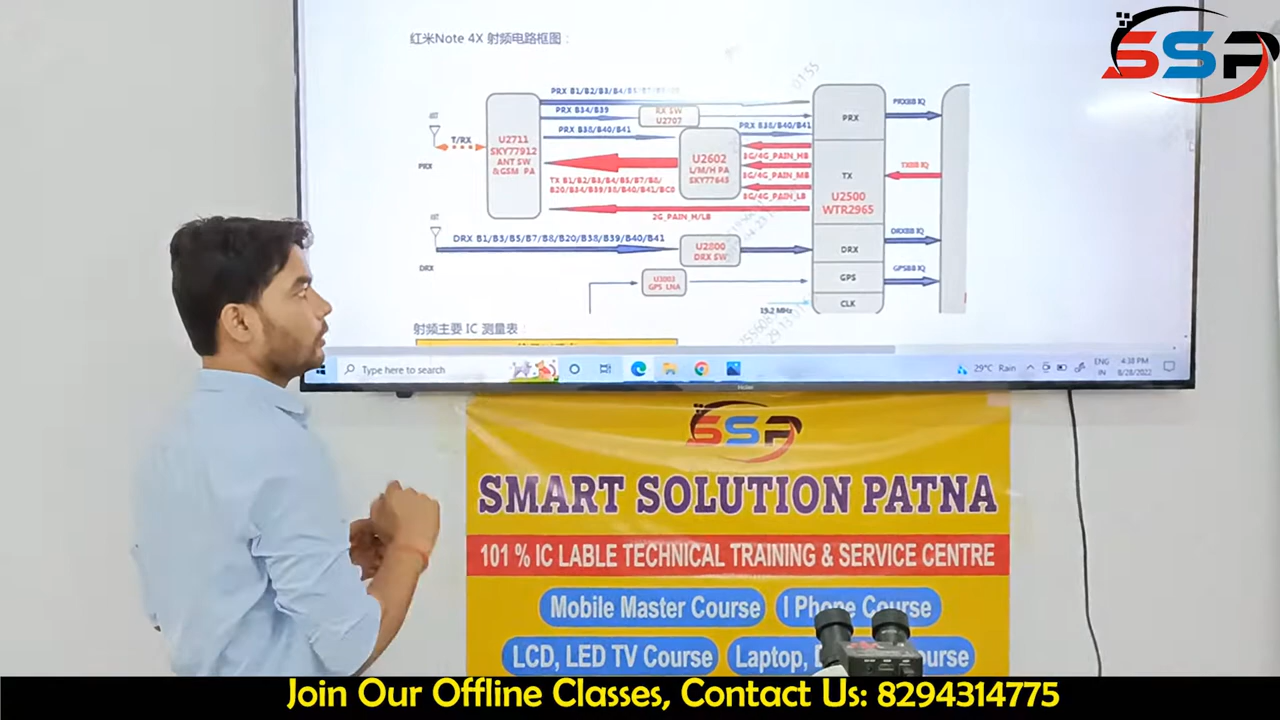 红米Note 4X 射频电路框图：
SSP
PRX B1/B2/B3/B4/B5/B7/B8
PRX B34/B39
RX SW
U2707
PRX B38/B40/B41
PRX B38/B40/B41
T/RX
PRX
U2711
SKY77912
ANT SW
&GSM PA
U2602
L/M/H PA
SKY77645
3G/4G_PAIN_HB
3G/4G_PAIN_MB
3G/4G_PAIN_LB
TX B1/B2/B3/B4/B5/B7/B8/
B20/B34/B39/38/B40/B41/BC0
2G_PAIN_H/LB
PRX
TX
U2500
WTR2965
DRX
GPS
CLK
PRXBB IQ
TXBB IQ
DRXBB IQ
GPSBB IQ
DRX B1/B3/B5/B7/B8/B20/B38/B39/B40/B41
DRX
U2800
DRX SW
U3003
GPS LNA
19.2 MHz
01:55
射频主要 IC 测量表：
Type here to search
29°C Rain
ENG
IN
4:38 PM
8/28/2022
Haier
SSP
SMART SOLUTION PATNA
101 % IC LABLE TECHNICAL TRAINING & SERVICE CENTRE
Mobile Master Course
I Phone Course
LCD, LED TV Course
Laptop,
Join Our Offline Classes, Contact Us: 8294314775